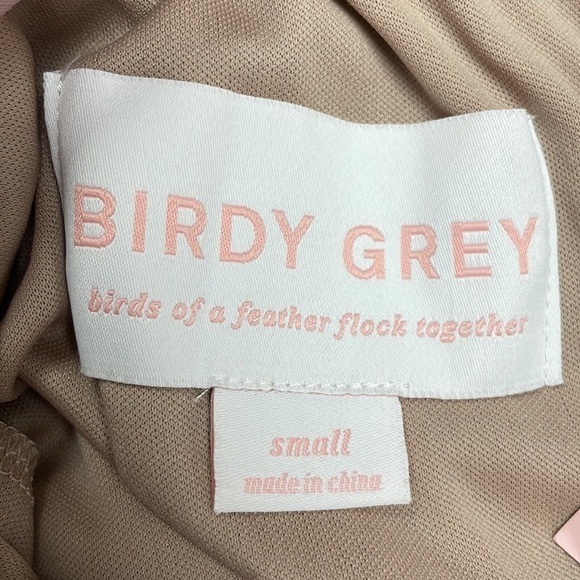 BIRDY GREY
birds of a feather flock together
small
made in china